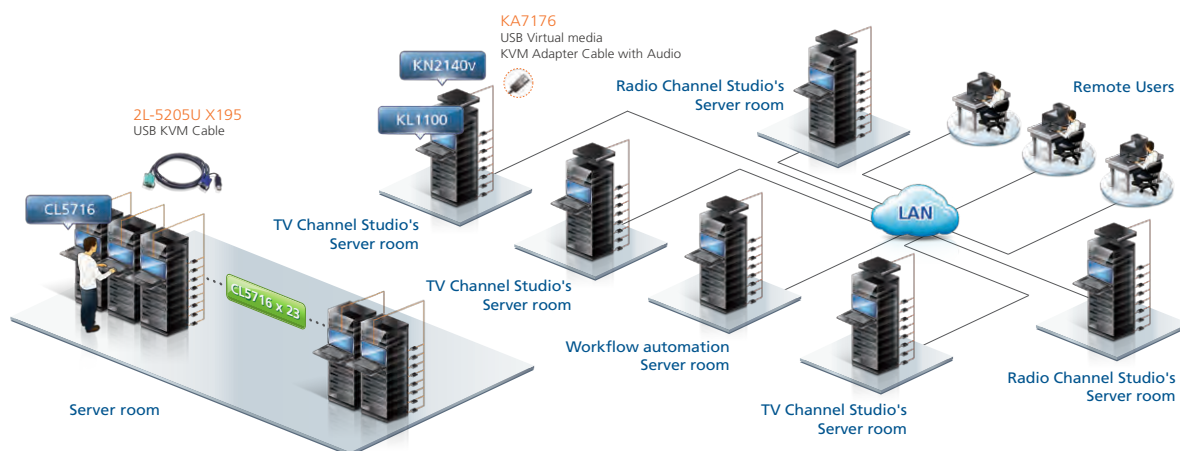 KA7176
USB Virtual media
KVM Adapter Cable with Audio
KN2140v
KL1100
2L-5205U X195
USB KVM Cable
CL5716
CL5716 x 23
Server room
TV Channel Studio's
Server room
TV Channel Studio's
Server room
Workflow automation
Server room
Radio Channel Studio's
Server room
Remote Users
LAN
TV Channel Studio's
Server room
Radio Channel Studio's
Server room